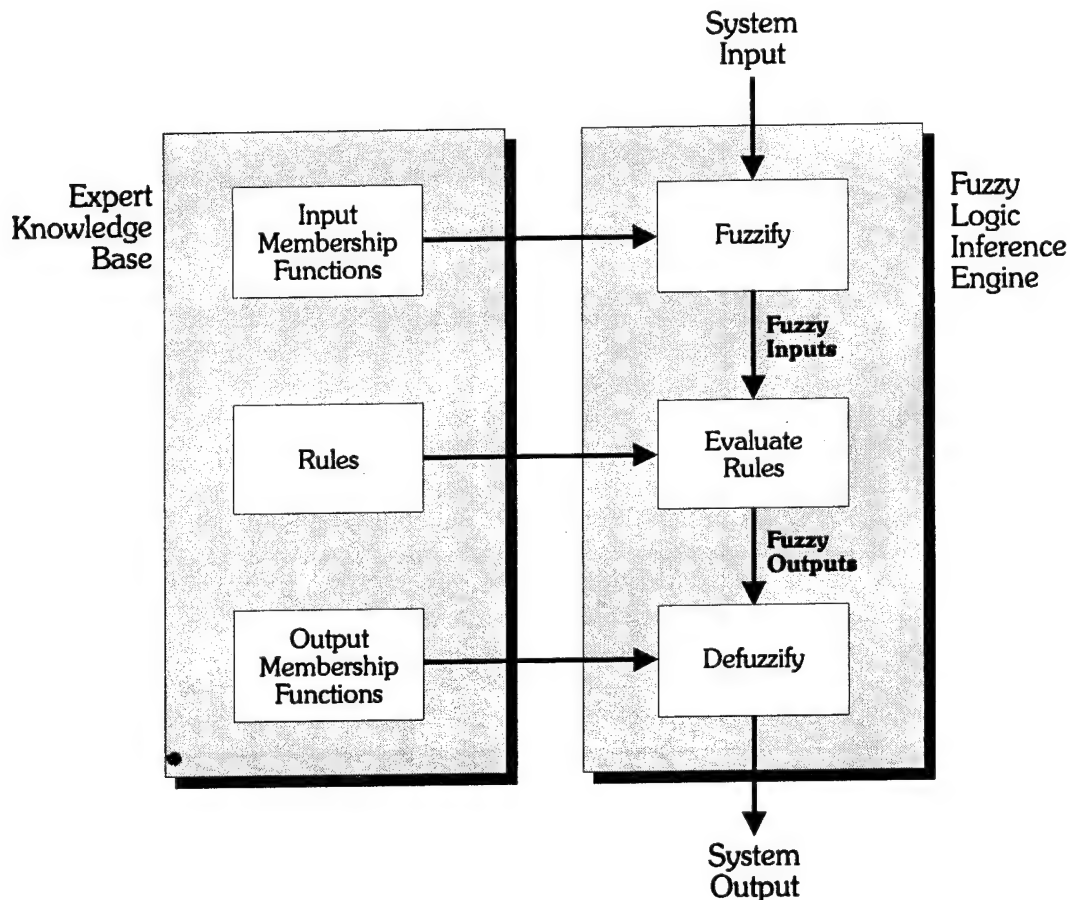 System
Input
Expert
Knowledge
Base
Input
Membership
Functions
Fuzzify
Fuzzy
Logic
Inference
Engine
Fuzzy
Inputs
Rules
Evaluate
Rules
Fuzzy
Outputs
Output
Membership
Functions
Defuzzify
System
Output